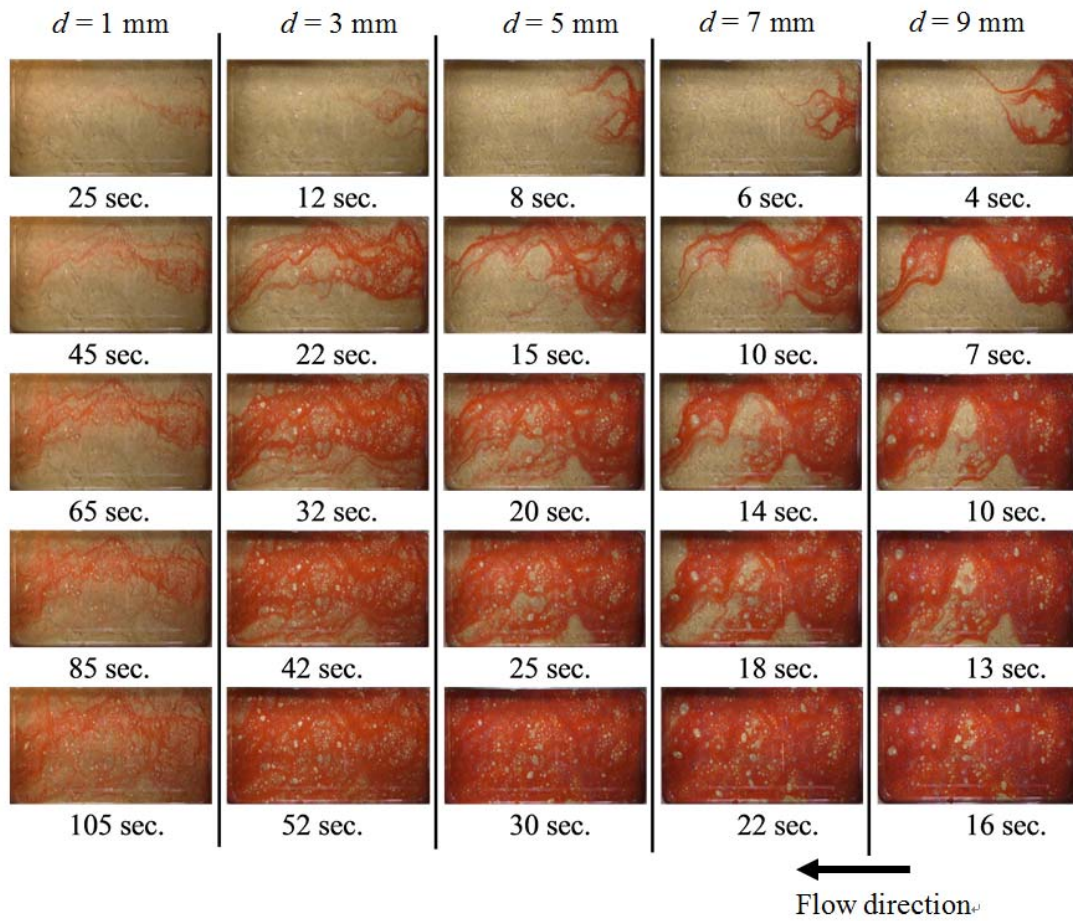 d = 1 mm d = 3 mm d = 5 mm d = 7 mm d = 9 mm
25 sec. 12 sec. 8 sec. 6 sec. 4 sec.
45 sec. 22 sec. 15 sec. 10 sec. 7 sec.
65 sec. 32 sec. 20 sec. 14 sec. 10 sec.
85 sec. 42 sec. 25 sec. 18 sec. 13 sec.
105 sec. 52 sec. 30 sec. 22 sec. 16 sec.
Flow direction